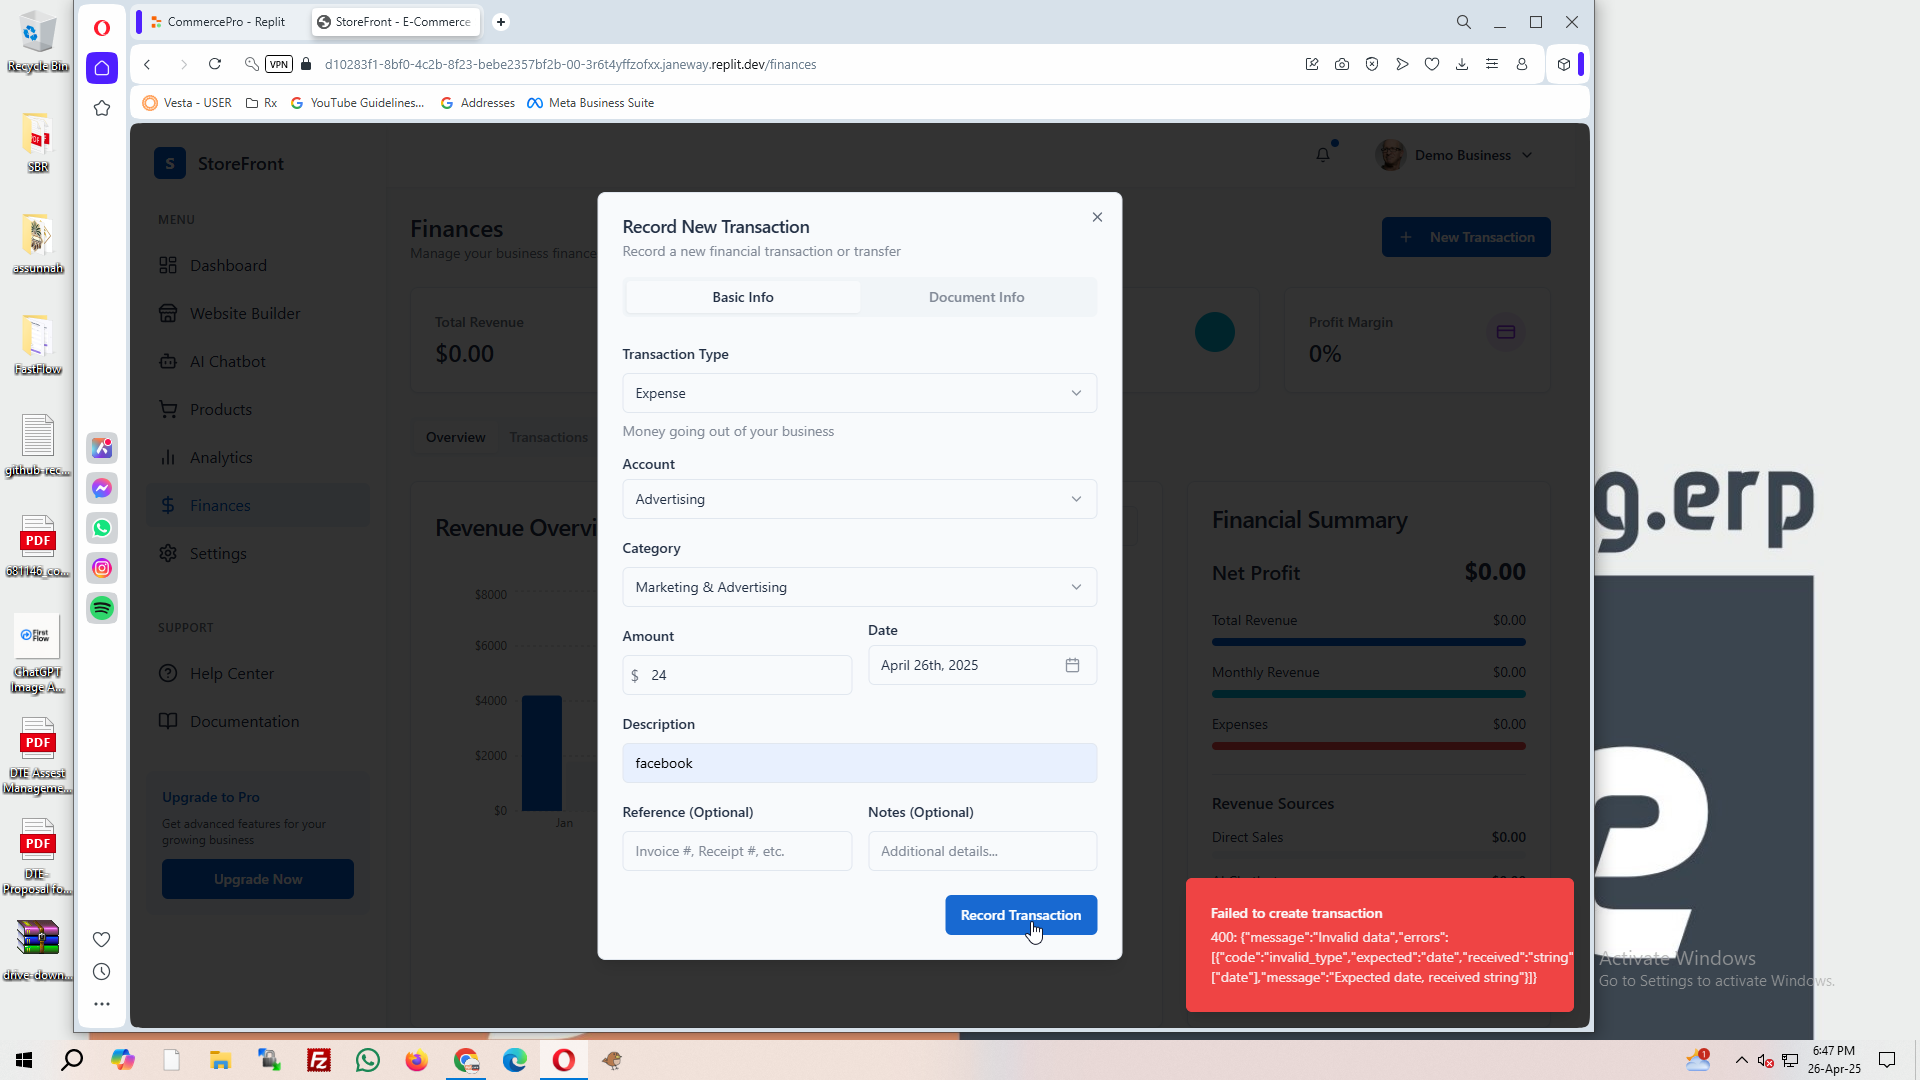 Recycle Bin
SBR
assunnah
FastFlow
github-rec...
681146_co...
ChatGPT
Image A...
DTE Assest
Manageme...
DTE-
Proposal fo...
drive-down...
CommercePro - Replit
StoreFront - E-Commerce
VPN
d10283f1-8bf0-4c2b-8f23-bebe2357bf2b-00-3r6t4yffzofxx.janeway.replit.dev/finances
Vesta - USER
Rx
YouTube Guidelines...
Addresses
Meta Business Suite
S
StoreFront
Demo Business
MENU
Dashboard
Website Builder
AI Chatbot
Products
Analytics
Finances
Settings
SUPPORT
Help Center
Documentation
Upgrade to Pro
Get advanced features for your
growing business
Upgrade Now
Finances
Manage your business finance
New Transaction
Total Revenue
$0.00
Profit Margin
0%
Overview
Transactions
Revenue Overvi
$8000
$6000
$4000
$2000
$0
Jan
Record New Transaction
Record a new financial transaction or transfer
Basic Info
Document Info
Transaction Type
Expense
Money going out of your business
Account
Advertising
Category
Marketing & Advertising
Amount
$ 24
Date
April 26th, 2025
Description
facebook
Reference (Optional)
Invoice #, Receipt #, etc.
Notes (Optional)
Additional details...
Record Transaction
Financial Summary
Net Profit
$0.00
Total Revenue
$0.00
Monthly Revenue
$0.00
Expenses
$0.00
Revenue Sources
Direct Sales
$0.00
Failed to create transaction
400: {"message":"Invalid data","errors":
[{"code":"invalid_type","expected":"date","received":"string"
["date"],"message":"Expected date, received string"}]}
g.erp
Activate Windows
Go to Settings to activate Windows.
6:47 PM
26-Apr-25